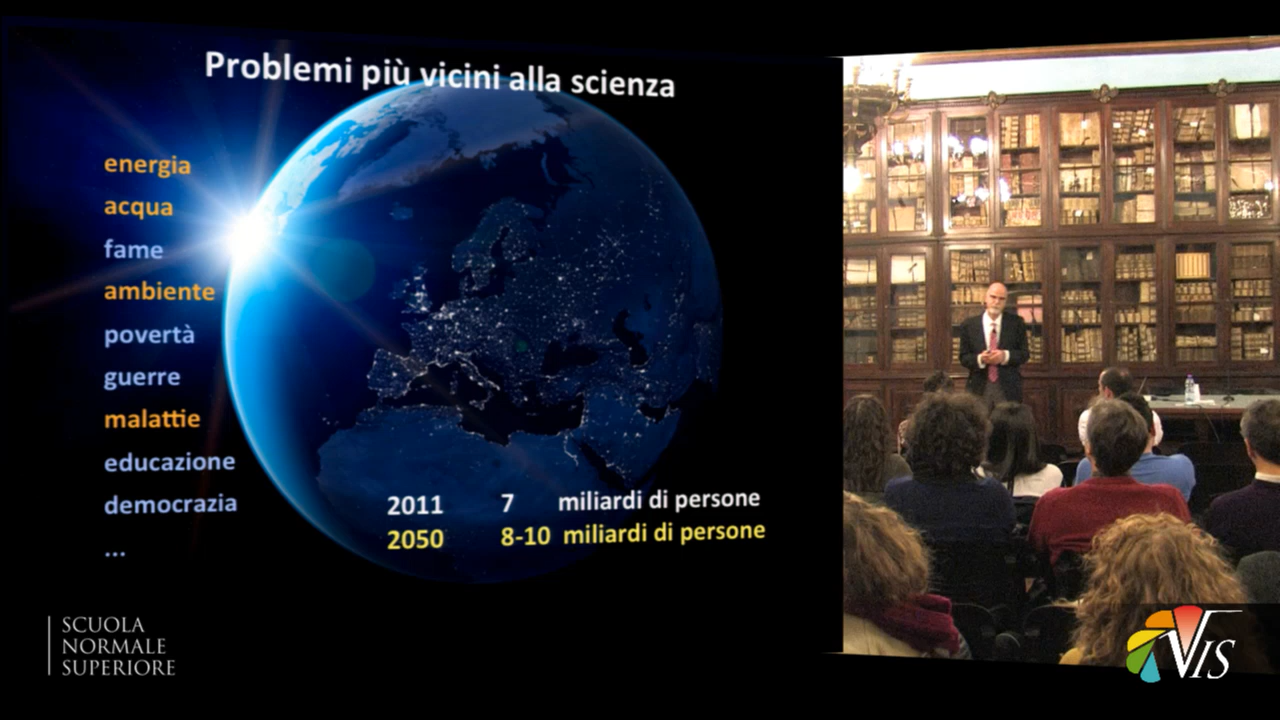 Problemi più vicini alla scienza
energia
acqua
fame
ambiente
povertà
guerre
malattie
educazione
democrazia
...
2011 7 miliardi di persone
2050 8-10 miliardi di persone
SCUOLA
NORMALE
SUPERIORE
VIS